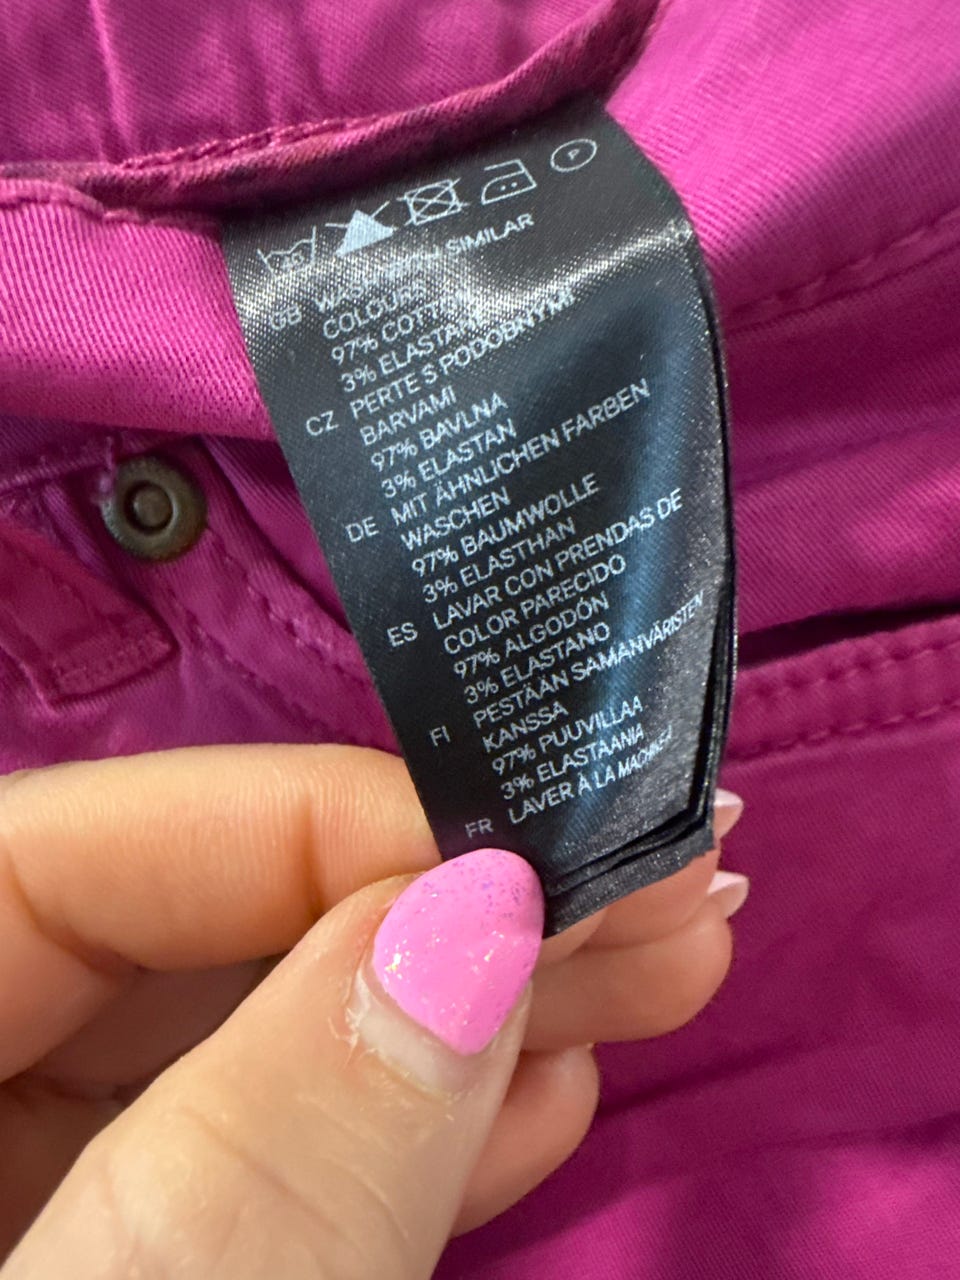 P
GB WASH WITH SIMILAR
COLOURS
97% COTTON
3% ELASTANE
CZ PERTE S PODOBNÝMI
BARVAMI
97% BAVLNA
3% ELASTAN
DE MIT ÄHNLICHEN FARBEN
WASCHEN
97% BAUMWOLLE
3% ELASTHAN
ES LAVAR CON PRENDAS DE
COLOR PARECIDO
97% ALGODÓN
3% ELASTANO
FI PESTÄÄN SAMANVÄRISTEN
KANSSA
97% PUUVILLAA
3% ELASTAANIA
FR LAVER À LA MACHINE À